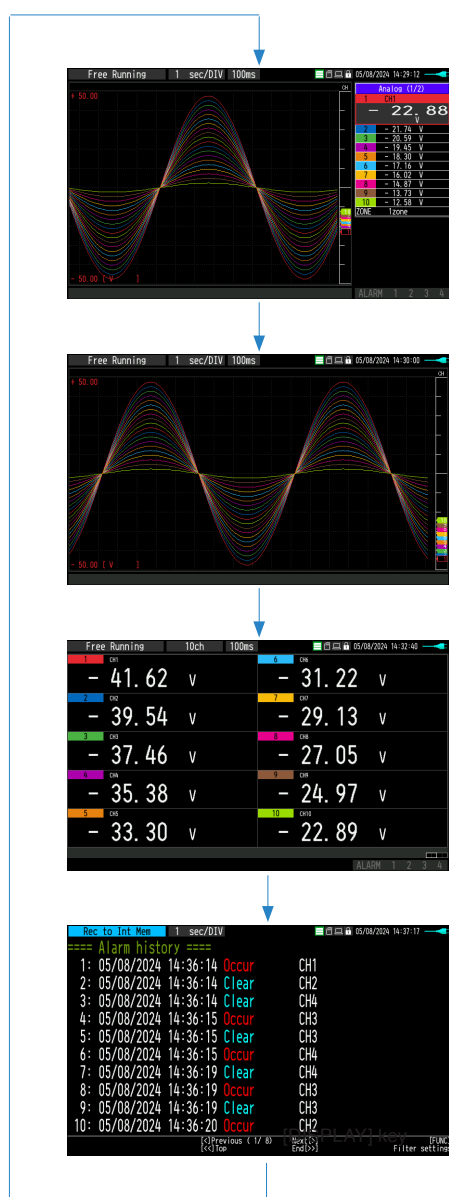 Free Running 1 sec/DIV 100ms 05/08/2024 14:29:12
CH
+ 50.00
Analog (1/2)
1 CH1
- 22.88
V
2 - 21.74 V
3 - 20.59 V
4 - 19.45 V
5 - 18.30 V
6 - 17.16 V
7 - 16.02 V
8 - 14.87 V
9 - 13.73 V
10 - 12.58 V
ZONE 1zone
- 50.00 [ V ]
ALARM 1 2 3 4
Free Running 1 sec/DIV 100ms 05/08/2024 14:30:00
CH
+ 50.00
- 50.00 [ V ]
Free Running 10ch 100ms 05/08/2024 14:32:40
1 CH1 6 CH6
- 41.62 V - 31.22 V
2 CH2 7 CH7
- 39.54 V - 29.13 V
3 CH3 8 CH8
- 37.46 V - 27.05 V
4 CH4 9 CH9
- 35.38 V - 24.97 V
5 CH5 10 CH10
- 33.30 V - 22.89 V
ALARM 1 2 3 4
Rec to Int Mem 1 sec/DIV 05/08/2024 14:37:17
==== Alarm history ====
1: 05/08/2024 14:36:14 Occur CH1
2: 05/08/2024 14:36:14 Clear CH2
3: 05/08/2024 14:36:14 Clear CH4
4: 05/08/2024 14:36:15 Occur CH3
5: 05/08/2024 14:36:15 Clear CH3
6: 05/08/2024 14:36:15 Occur CH4
7: 05/08/2024 14:36:19 Clear CH4
8: 05/08/2024 14:36:19 Occur CH3
9: 05/08/2024 14:36:19 Clear CH3
10: 05/08/2024 14:36:20 Occur CH2
[<]Previous ( 1/ 8) Next[>] [FUNC]
[<<]Top End[>>] Filter setting
[DISPLAY] key